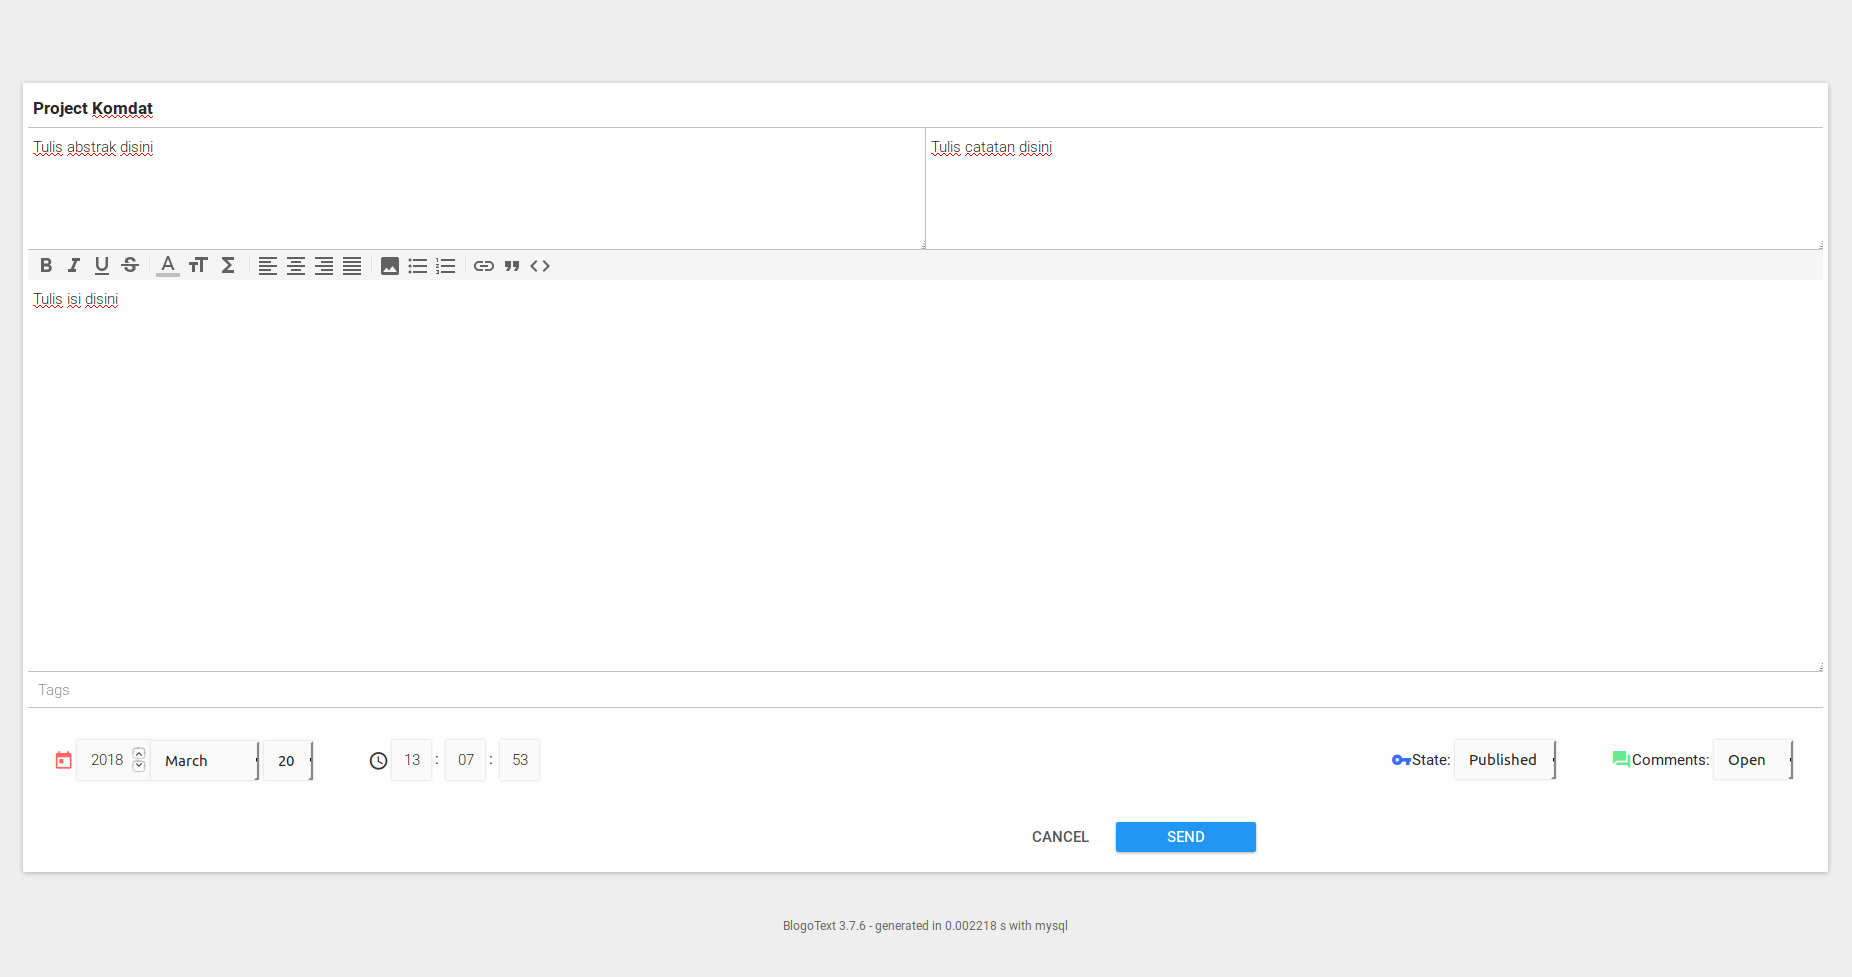 Project Komdat
Tulis abstrak disini
Tulis catatan disini
Tulis isi disini
Tags
2018 March 20 13 : 07 : 53 State: Published Comments: Open
CANCEL SEND
BlogoText 3.7.6 - generated in 0.002218 s with mysql